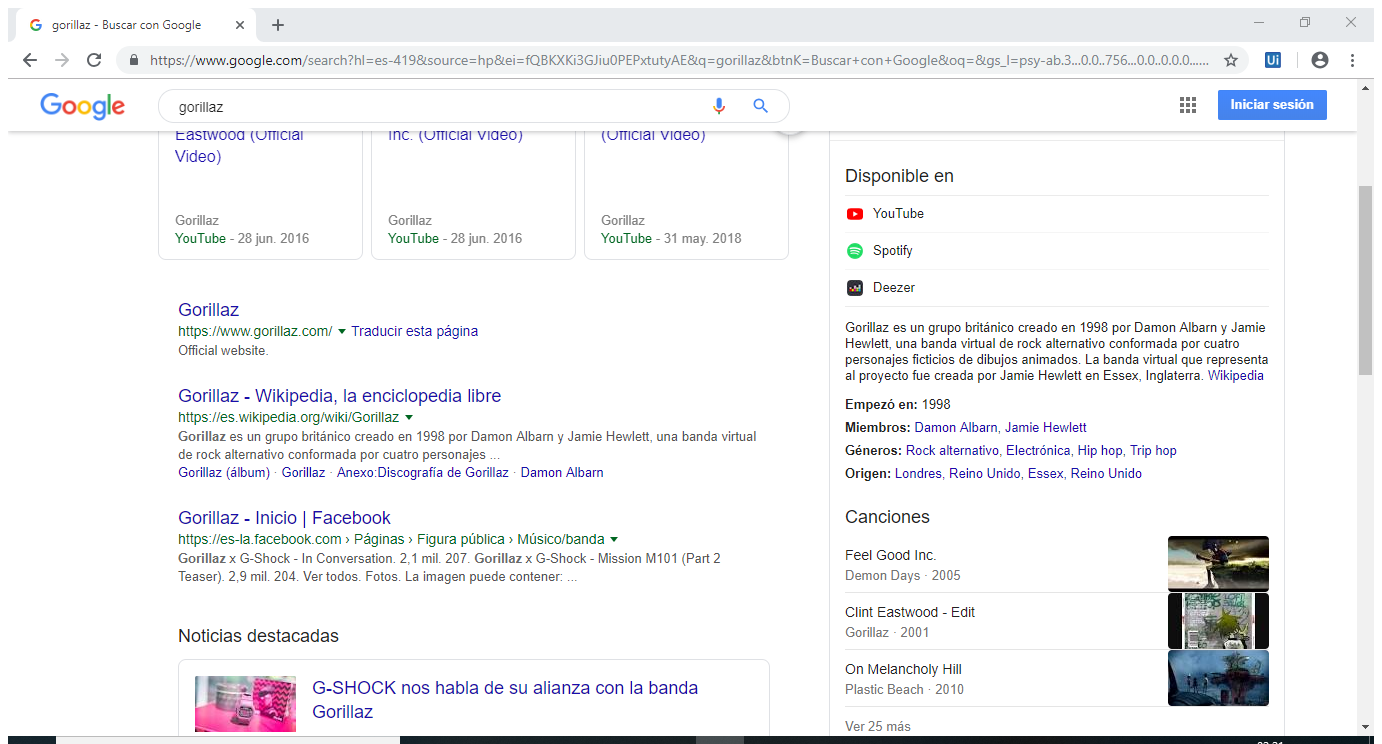 gorillaz - Buscar con Google
https://www.google.com/search?hl=es-419&source=hp&ei=fQBKXKi3GJiu0PEPxtutyAE&q=gorillaz&btnK=Buscar+con+Google&oq=&gs_l=psy-ab.3...0.0..756...0.0..0.0.0......
Ui
Google
gorillaz
Iniciar sesión
Eastwood (Official
Video)
Gorillaz
YouTube - 28 jun. 2016
Inc. (Official Video)
Gorillaz
YouTube - 28 jun. 2016
(Official Video)
Gorillaz
YouTube - 31 may. 2018
Gorillaz
https://www.gorillaz.com/ Traducir esta página
Official website.
Gorillaz - Wikipedia, la enciclopedia libre
https://es.wikipedia.org/wiki/Gorillaz
Gorillaz es un grupo británico creado en 1998 por Damon Albarn y Jamie Hewlett, una banda virtual
de rock alternativo conformada por cuatro personajes ...
Gorillaz (álbum) · Gorillaz · Anexo:Discografía de Gorillaz · Damon Albarn
Gorillaz - Inicio | Facebook
https://es-la.facebook.com › Páginas › Figura pública › Músico/banda
Gorillaz x G-Shock - In Conversation. 2,1 mil. 207. Gorillaz x G-Shock - Mission M101 (Part 2
Teaser). 2,9 mil. 204. Ver todos. Fotos. La imagen puede contener: ...
Noticias destacadas
G-SHOCK nos habla de su alianza con la banda
Gorillaz
Disponible en
YouTube
Spotify
Deezer
Gorillaz es un grupo británico creado en 1998 por Damon Albarn y Jamie
Hewlett, una banda virtual de rock alternativo conformada por cuatro
personajes ficticios de dibujos animados. La banda virtual que representa
al proyecto fue creada por Jamie Hewlett en Essex, Inglaterra. Wikipedia
Empezó en: 1998
Miembros: Damon Albarn, Jamie Hewlett
Géneros: Rock alternativo, Electrónica, Hip hop, Trip hop
Origen: Londres, Reino Unido, Essex, Reino Unido
Canciones
Feel Good Inc.
Demon Days · 2005
Clint Eastwood - Edit
Gorillaz · 2001
On Melancholy Hill
Plastic Beach · 2010
Ver 25 más